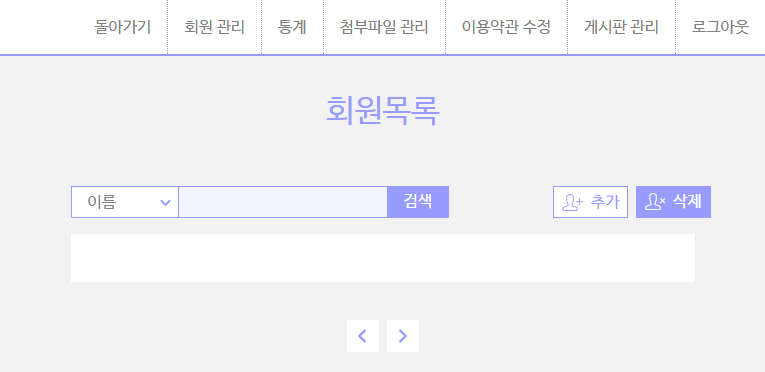 돌아가기 회원 관리 통계 첨부파일 관리 이용약관 수정 게시판 관리 로그아웃
회원목록
이름 검색 추가 삭제